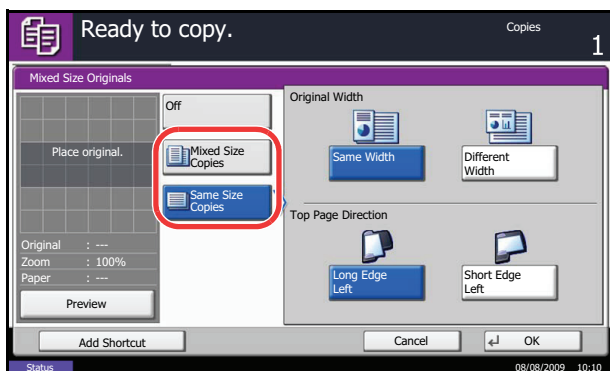 Ready to copy.
Copies
1
Mixed Size Originals
Place original.
Original : ---
Zoom : 100%
Paper : ---
Preview
Off
Mixed Size
Copies
Same Size
Copies
Original Width
Same Width
Different
Width
Top Page Direction
Long Edge
Left
Short Edge
Left
Add Shortcut
Cancel
OK
Status
08/08/2009 10:10